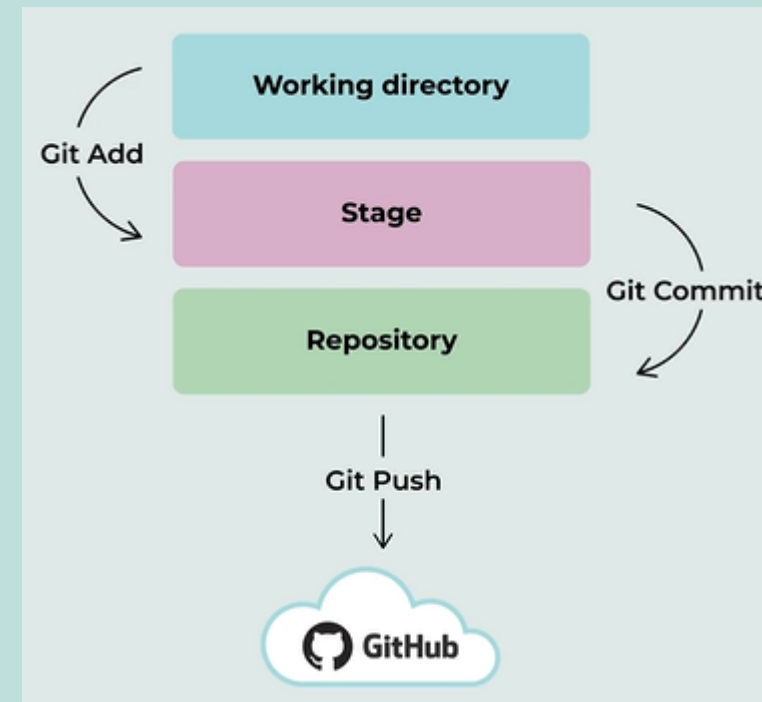 Working directory
Git Add
Stage
Git Commit
Repository
Git Push
GitHub